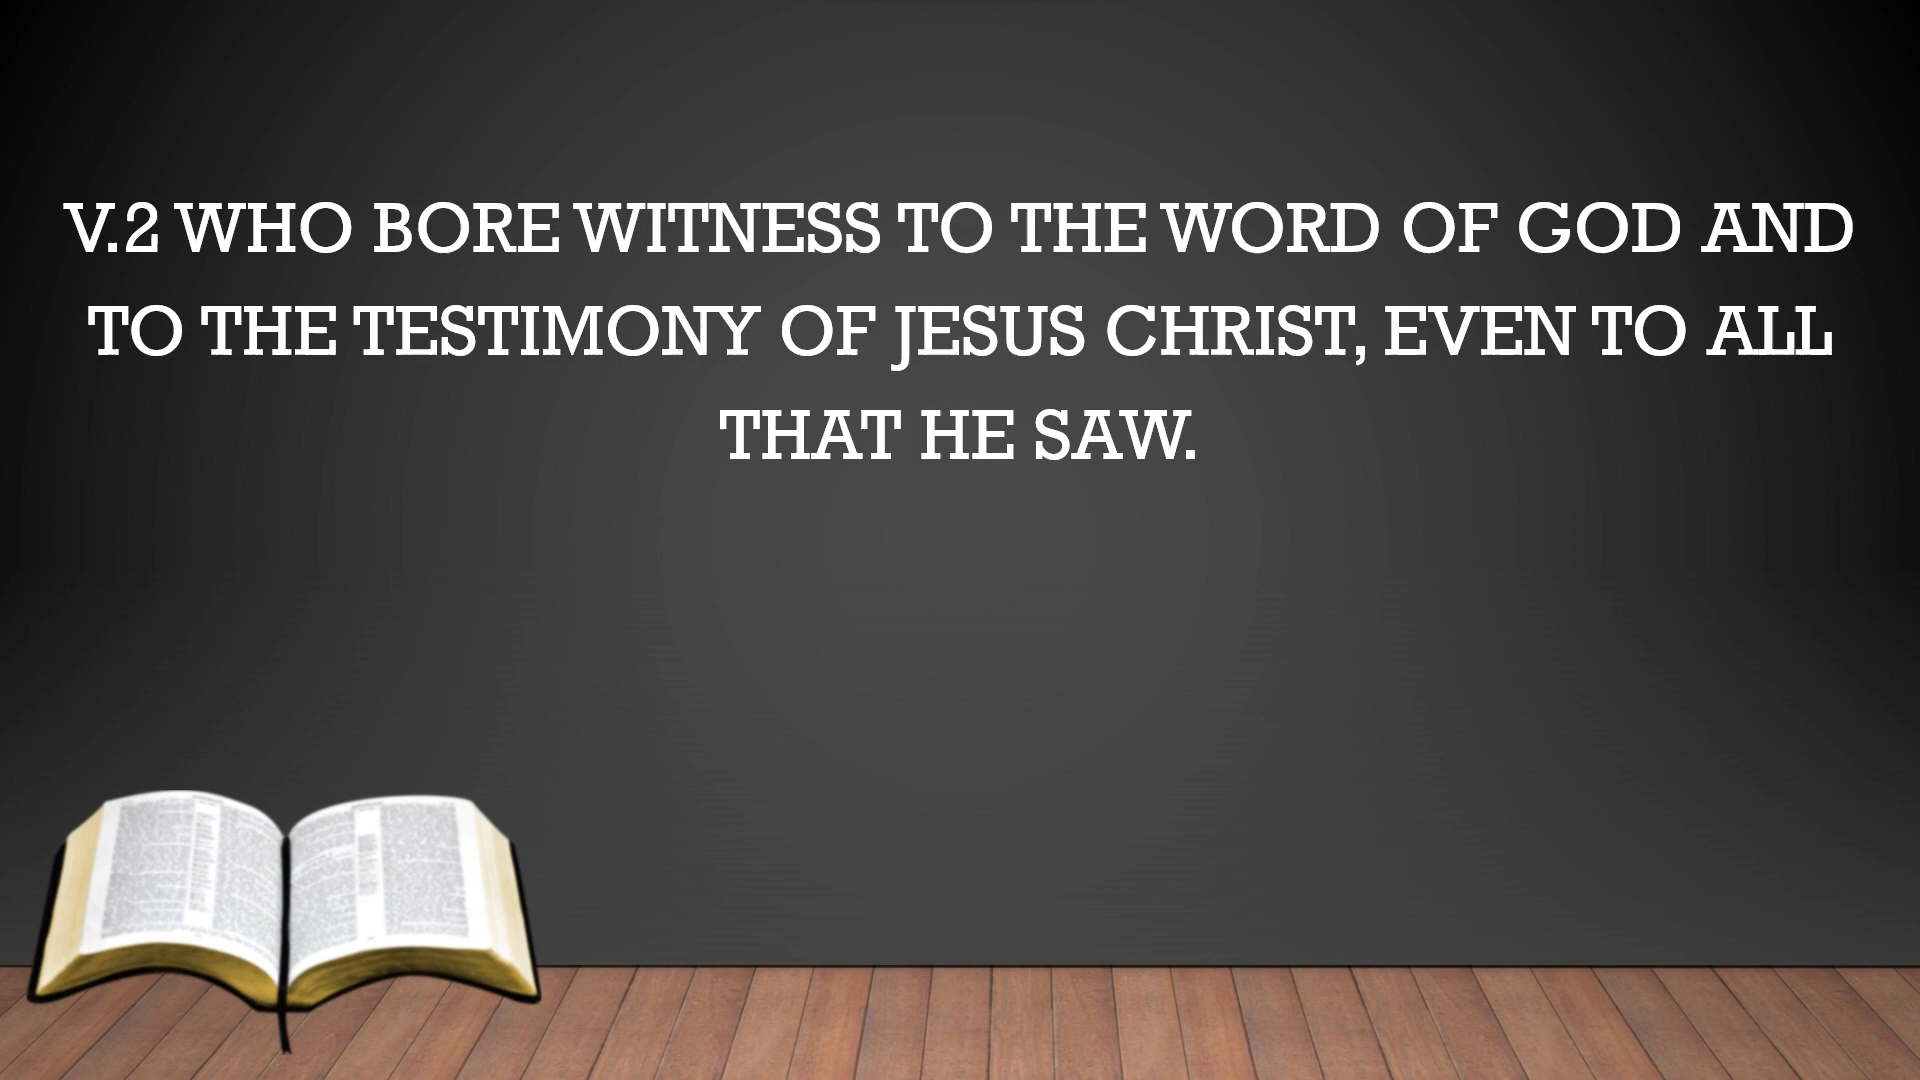 V.2 WHO BORE WITNESS TO THE WORD OF GOD AND
TO THE TESTIMONY OF JESUS CHRIST, EVEN TO ALL
THAT HE SAW.